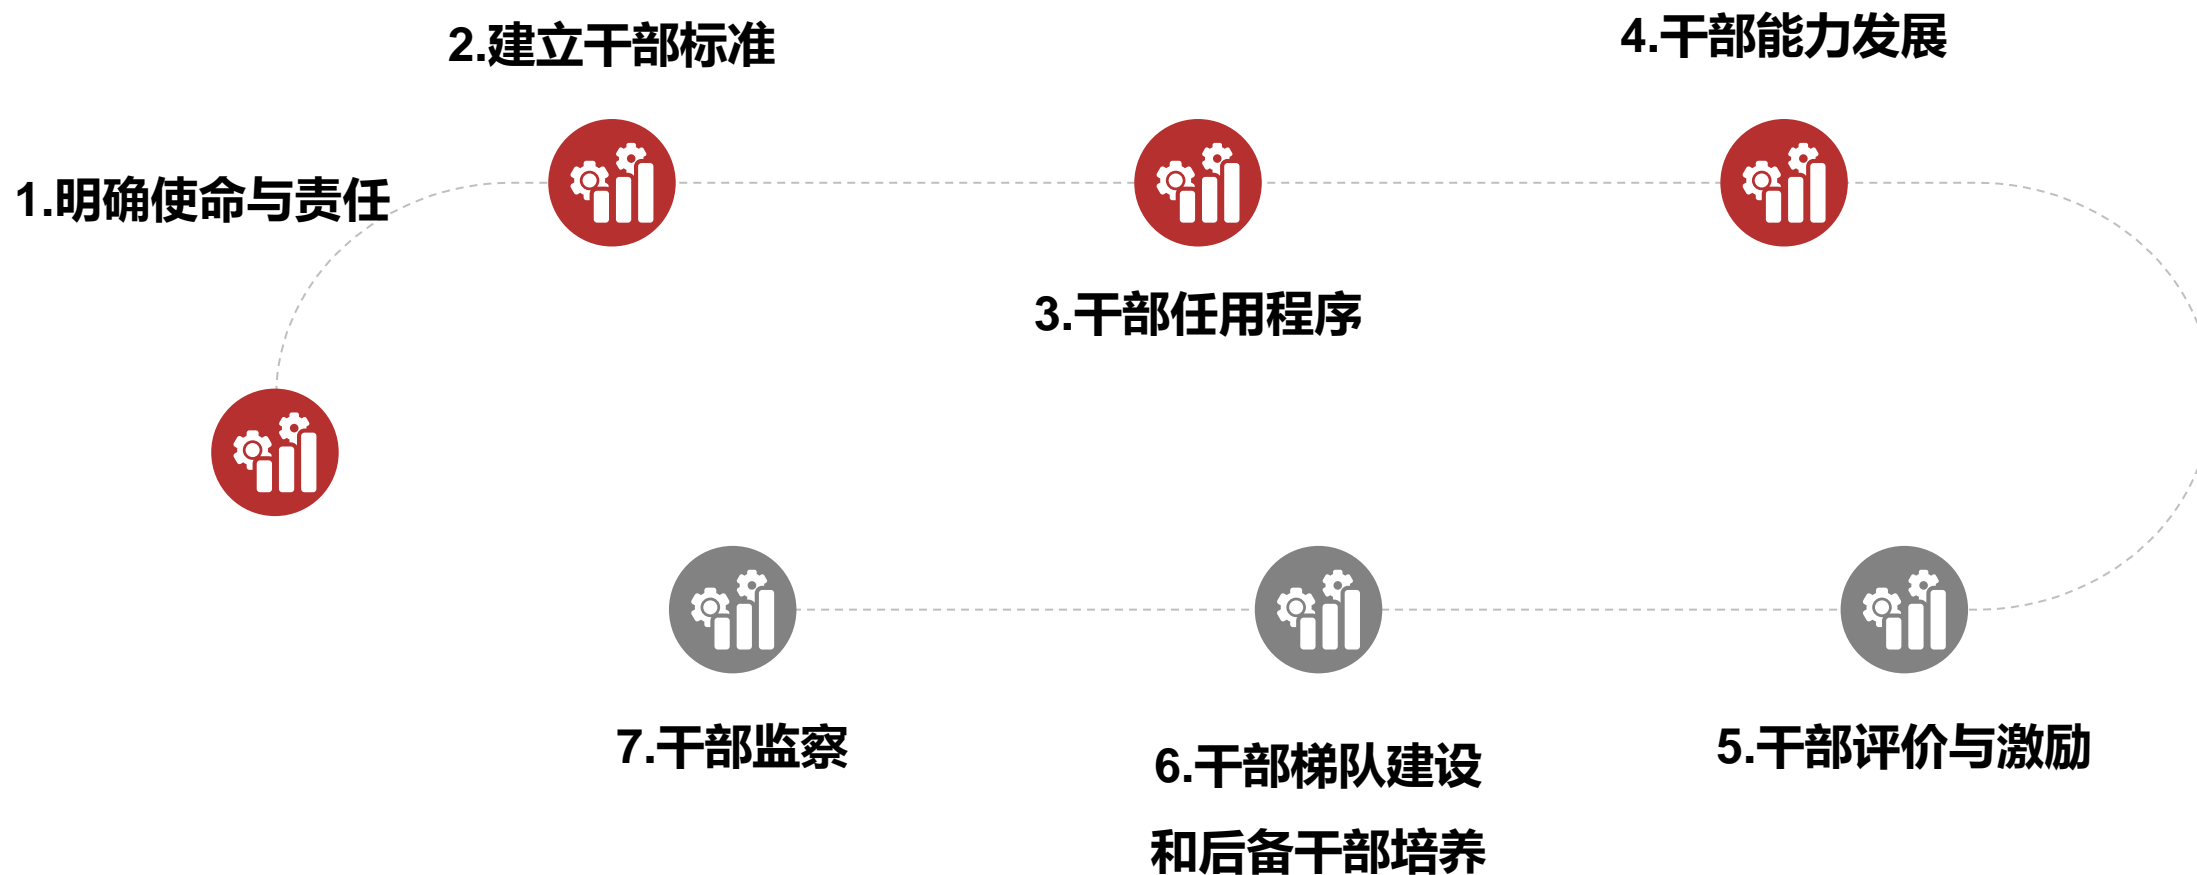 1.明确使命与责任
2.建立干部标准
3.干部任用程序
4.干部能力发展
5.干部评价与激励
6.干部梯队建设
和后备干部培养
7.干部监察